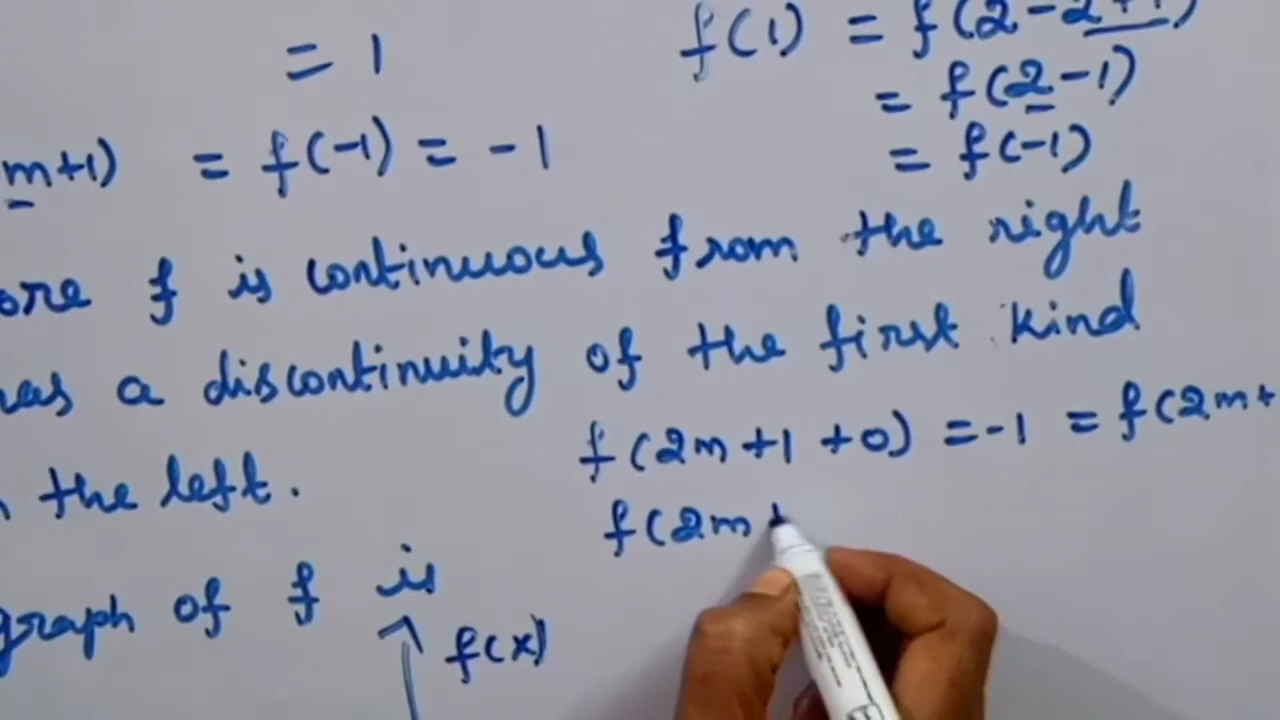 = 1
f(1) = f(2-2+1)
= f(2-1)
= f(-1)
m+1) = f(-1) = -1
ore f is continuous from the right
has a discontinuity of the first kind
f(2m+1+0) = -1 = f(2m+
the left.
f(2m+
graph of f is
f(x)